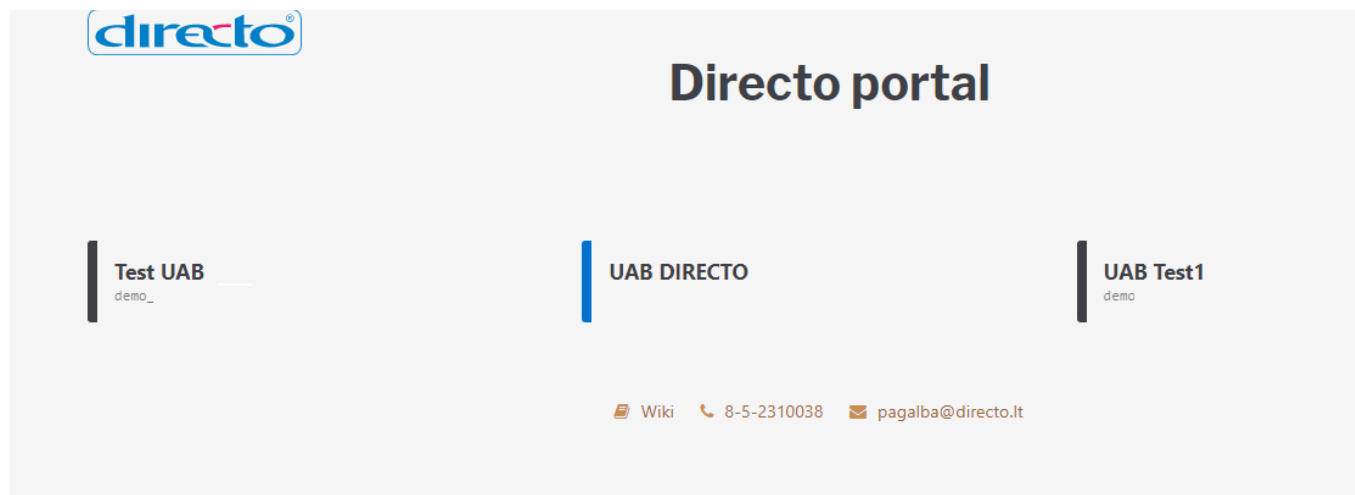 directo®
Directo portal
Test UAB
demo_
UAB DIRECTO
UAB Test1
demo
Wiki 8-5-2310038 pagalba@directo.lt